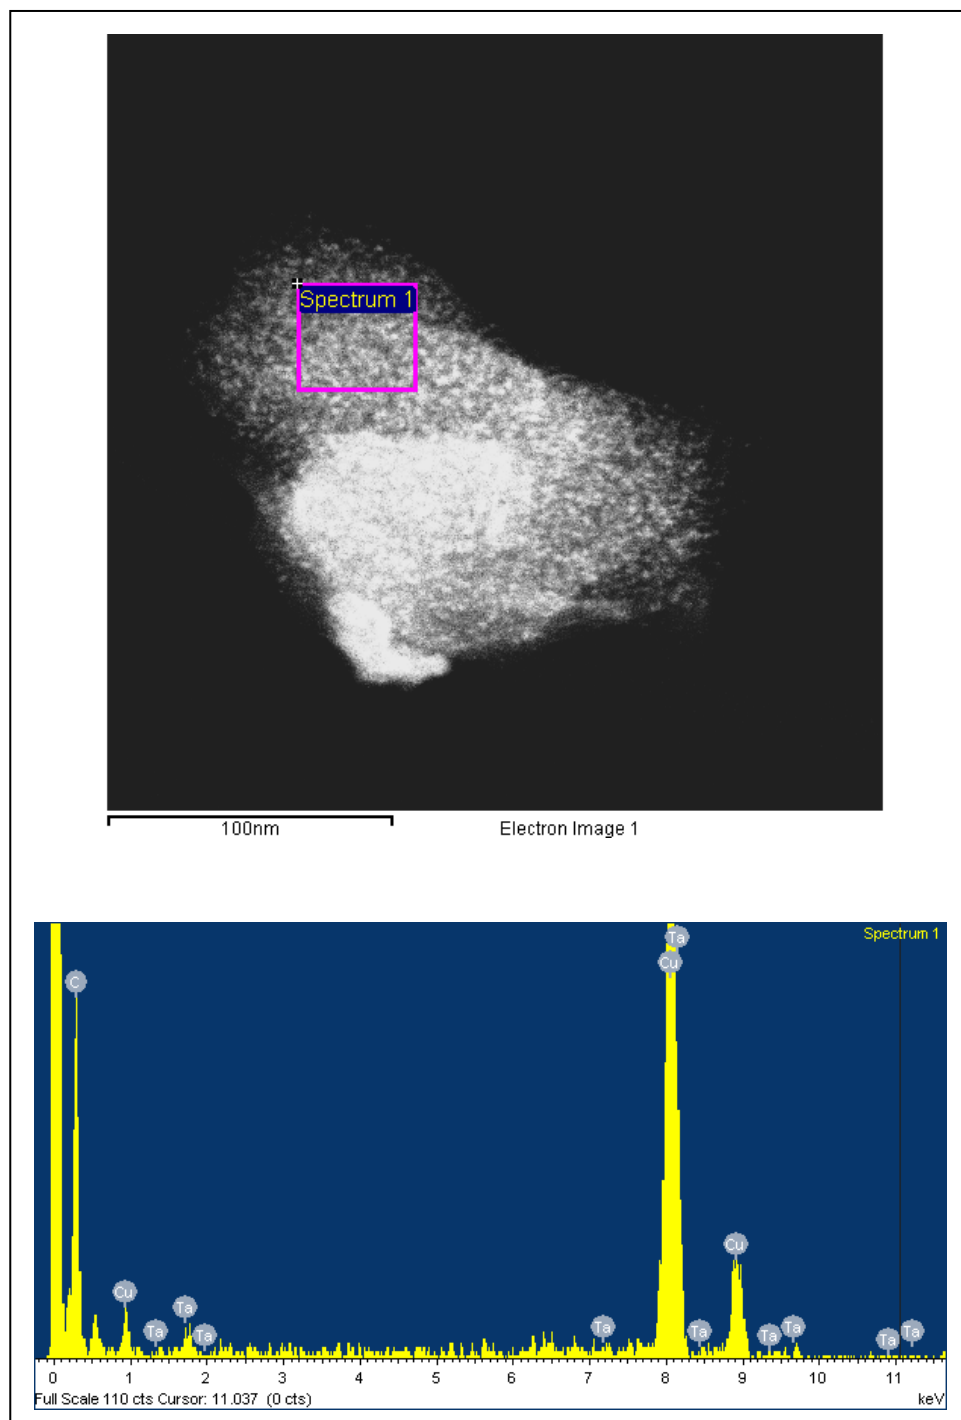 Spectrum 1
100nm Electron Image 1
Spectrum 1
Ta
C Cu
Cu
Cu Ta Ta Ta Ta Ta Ta Ta Ta Ta
0 1 2 3 4 5 6 7 8 9 10 11
Full Scale 110 cts Cursor: 11.037 (0 cts) keV